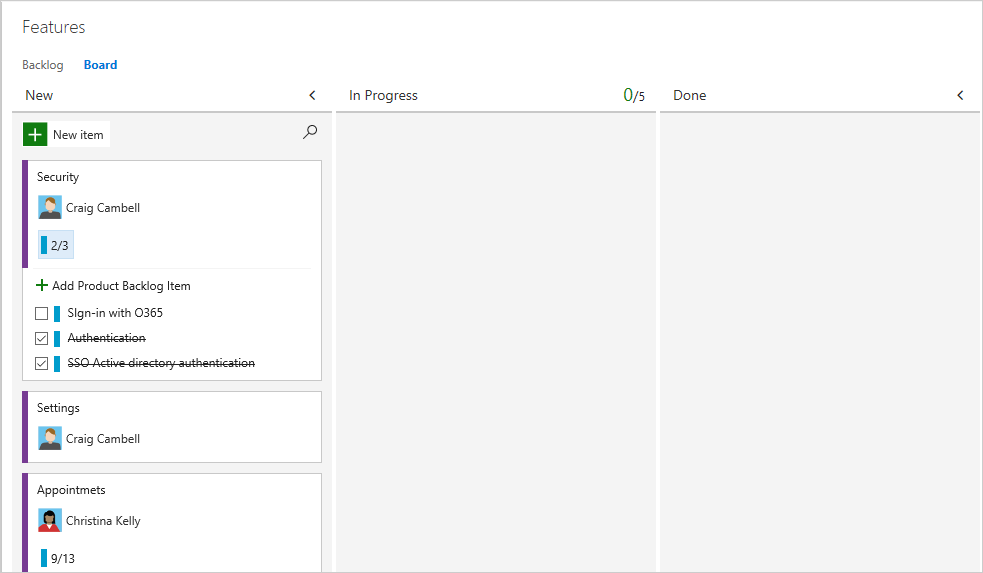 Features
Backlog Board
New In Progress 0/5 Done
New item
Security
Craig Cambell
2/3
Add Product Backlog Item
SIgn-in with O365
Authentication
SSO Active directory authentication
Settings
Craig Cambell
Appointmets
Christina Kelly
9/13